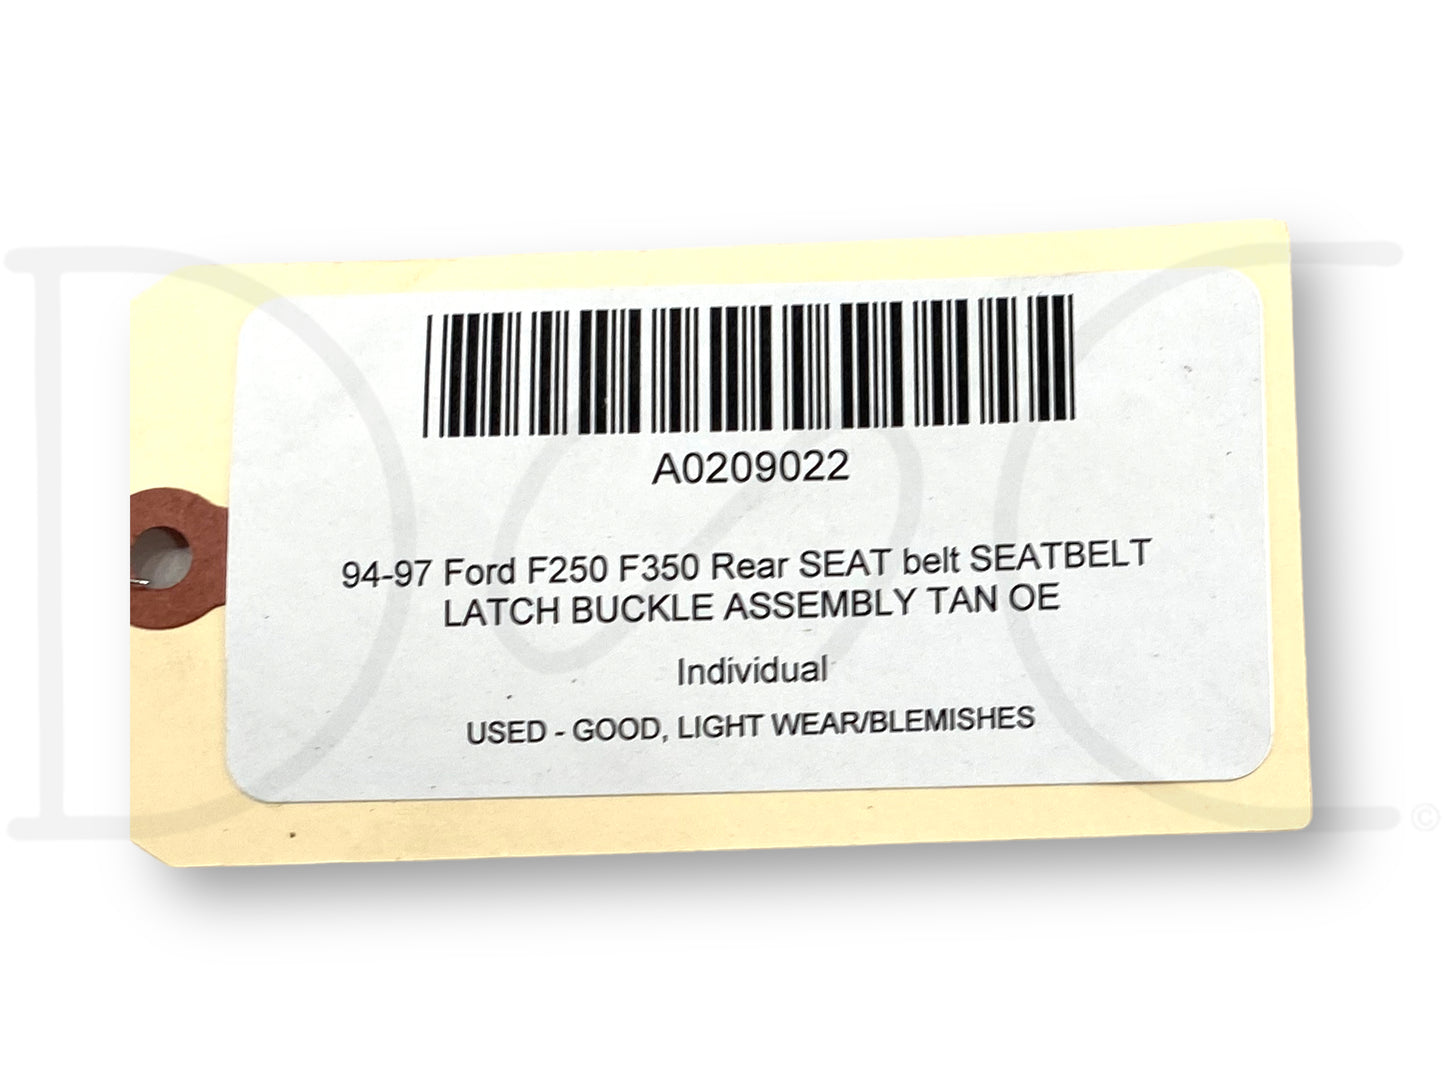 A0209022
94-97 Ford F250 F350 Rear SEAT belt SEATBELT
LATCH BUCKLE ASSEMBLY TAN OE
Individual
USED - GOOD, LIGHT WEAR/BLEMISHES
DC
©